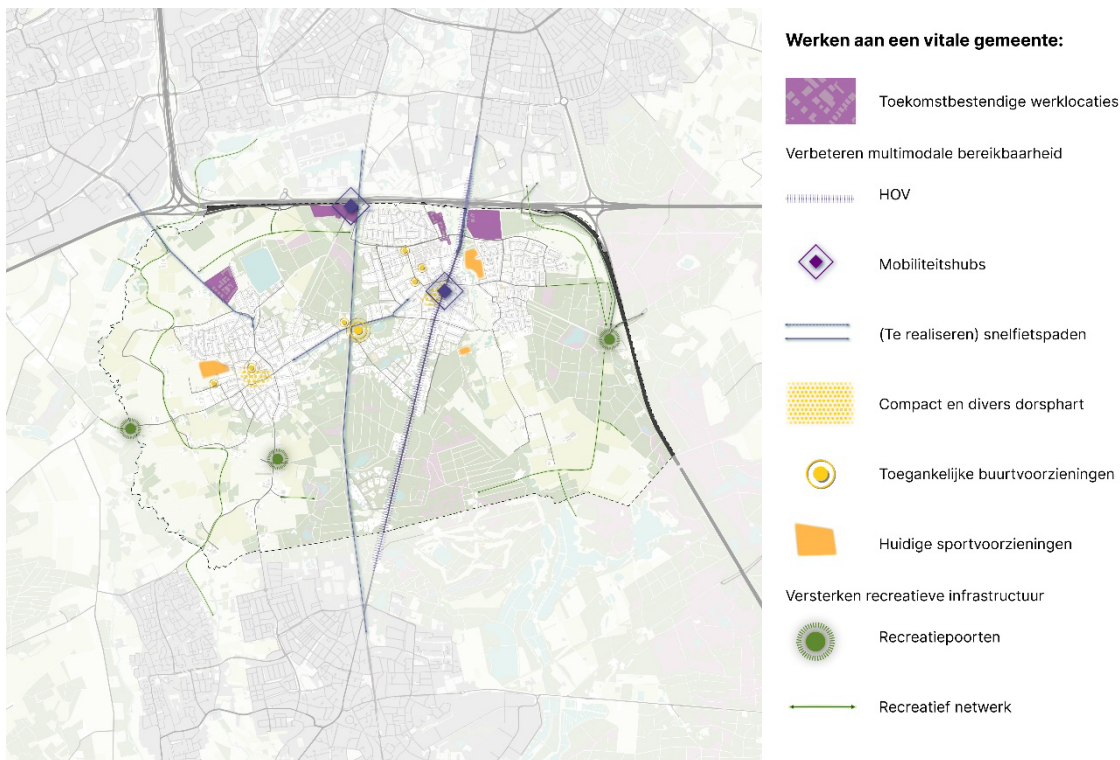 Werken aan een vitale gemeente:
Toekomstbestendige werklocaties
Verbeteren multimodale bereikbaarheid
HOV
Mobiliteitshubs
(Te realiseren) snelfietspaden
Compact en divers dorsphart
Toegankelijke buurtvoorzieningen
Huidige sportvoorzieningen
Versterken recreatieve infrastructuur
Recreatiepoorten
Recreatief netwerk